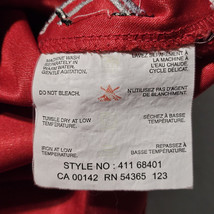 MACHINE WASH
SEPARATELY IN
WARM WATER,
GENTLE AGITATION.
LAVEZ SÉPARÉMENT À
LA MACHINE À
L'EAU CHAUDE
CYCLE DÉLICAT.
DO NOT BLEACH.
N'UTILISEZ PAS D'AGENT
DE BLANCHIMENT.
TUMBLE DRY AT LOW
TEMPERATURE.
SÉCHEZ À BASSE
TEMPÉRATURE.
IRON AT LOW
TEMPERATURE.
REPASSEZ À
BASSE TEMPÉRATURE.
STYLE NO : 411 68401
CA 00142 RN 54365 123